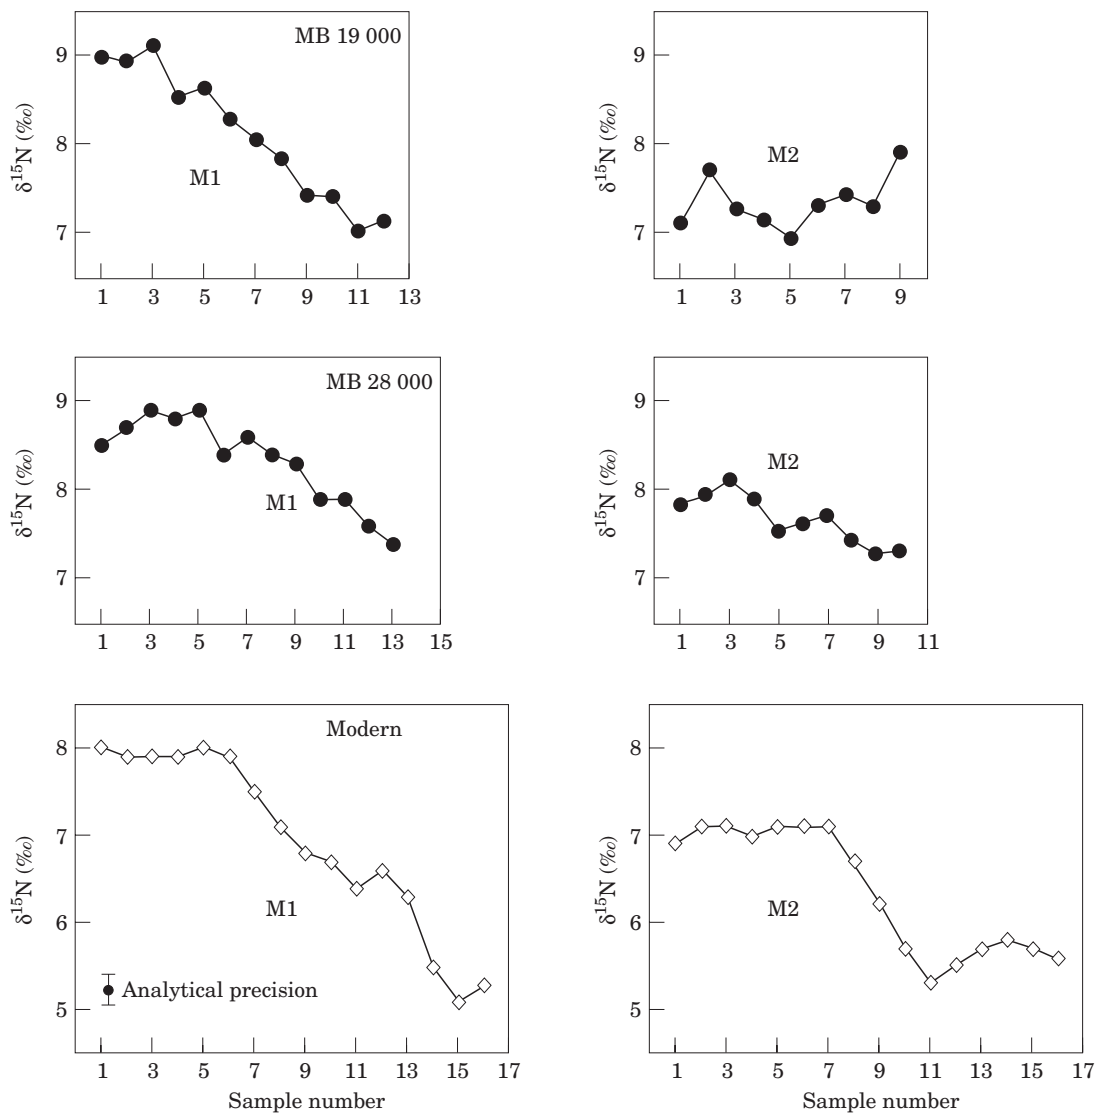 MB 19 000
9
8
7
δ15N (‰)
M1
1 3 5 7 9 11 13
9
8
7
δ15N (‰)
M2
1 3 5 7 9
MB 28 000
9
8
7
δ15N (‰)
M1
1 3 5 7 9 11 13 15
9
8
7
δ15N (‰)
M2
1 3 5 7 9 11
Modern
8
7
6
5
δ15N (‰)
M1
Analytical precision
1 3 5 7 9 11 13 15 17
Sample number
8
7
6
5
δ15N (‰)
M2
1 3 5 7 9 11 13 15 17
Sample number